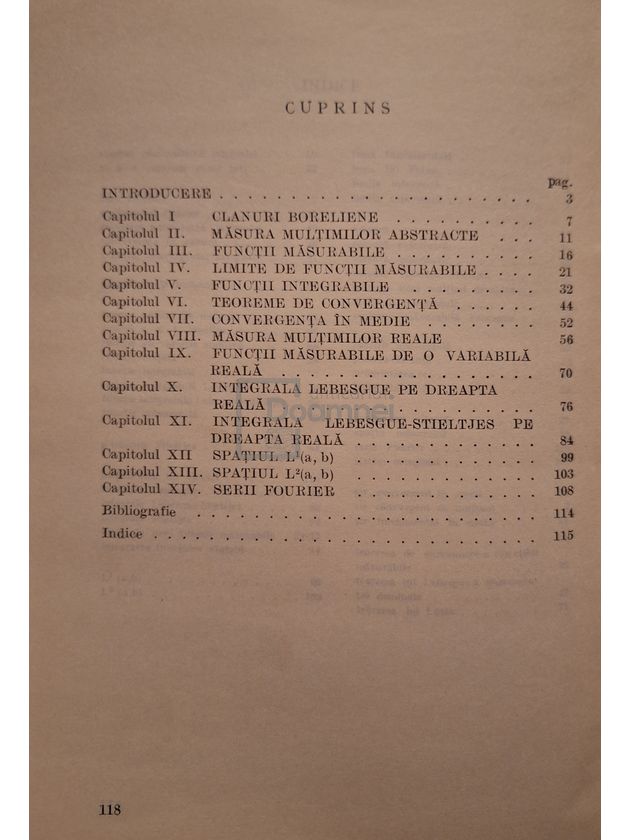 CUPRINS
pag.
INTRODUCERE . . . . . . . . . . . . . . . . . . . . . . . 3
Capitolul I CLANURI BORELIENE . . . . . . . . . . 7
Capitolul II. MĂSURA MULȚIMILOR ABSTRACTE . . . 11
Capitolul III. FUNCȚII MĂSURABILE . . . . . . . . . 16
Capitolul IV. LIMITE DE FUNCȚII MĂSURABILE . . . . 21
Capitolul V. FUNCȚII INTEGRABILE . . . . . . . . . 32
Capitolul VI. TEOREME DE CONVERGENȚĂ . . . . . . . 44
Capitolul VII. CONVERGENȚA ÎN MEDIE . . . . . . . . 52
Capitolul VIII. MĂSURA MULȚIMILOR REALE 56
Capitolul IX. FUNCȚII MĂSURABILE DE O VARIABILĂ
REALĂ . . . . . . . . . . . . . . . . . . . 70
Capitolul X. INTEGRALA LEBESGUE PE DREAPTA
REALĂ . . . . . . . . . . . . . . . . . . . . 76
Doamnei
Capitolul XI. INTEGRALA LEBESGUE-STIELTJES PE
DREAPTA REALĂ . . . . . . . . . . . . . . 84
Capitolul XII SPAȚIUL L¹(a, b) . . . . . . . . . . . . . 99
Capitolul XIII. SPAȚIUL L²(a, b) . . . . . . . . . . . . . 103
Capitolul XIV. SERII FOURIER . . . . . . . . . . . . . 108
Bibliografie . . . . . . . . . . . . . . . . . . . . . . . . 114
Indice . . . . . . . . . . . . . . . . . . . . . . . . . . . 115
118